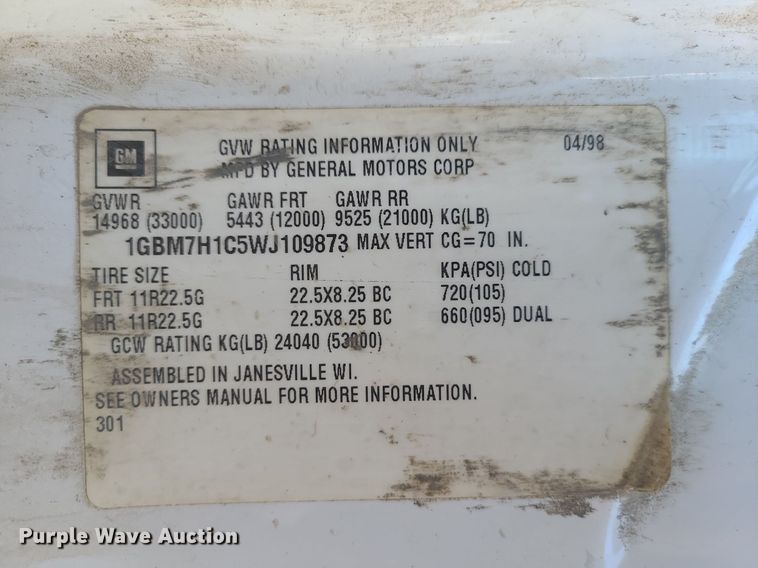 GM
GVW RATING INFORMATION ONLY 04/98
MFD BY GENERAL MOTORS CORP
GVWR GAWR FRT GAWR RR
14968 (33000) 5443 (12000) 9525 (21000) KG(LB)
1GBM7H1C5WJ109873 MAX VERT CG=70 IN.
TIRE SIZE RIM KPA(PSI) COLD
FRT 11R22.5G 22.5X8.25 BC 720(105)
RR 11R22.5G 22.5X8.25 BC 660(095) DUAL
GCW RATING KG(LB) 24040 (53000)
ASSEMBLED IN JANESVILLE WI.
SEE OWNERS MANUAL FOR MORE INFORMATION.
301
Purple Wave Auction